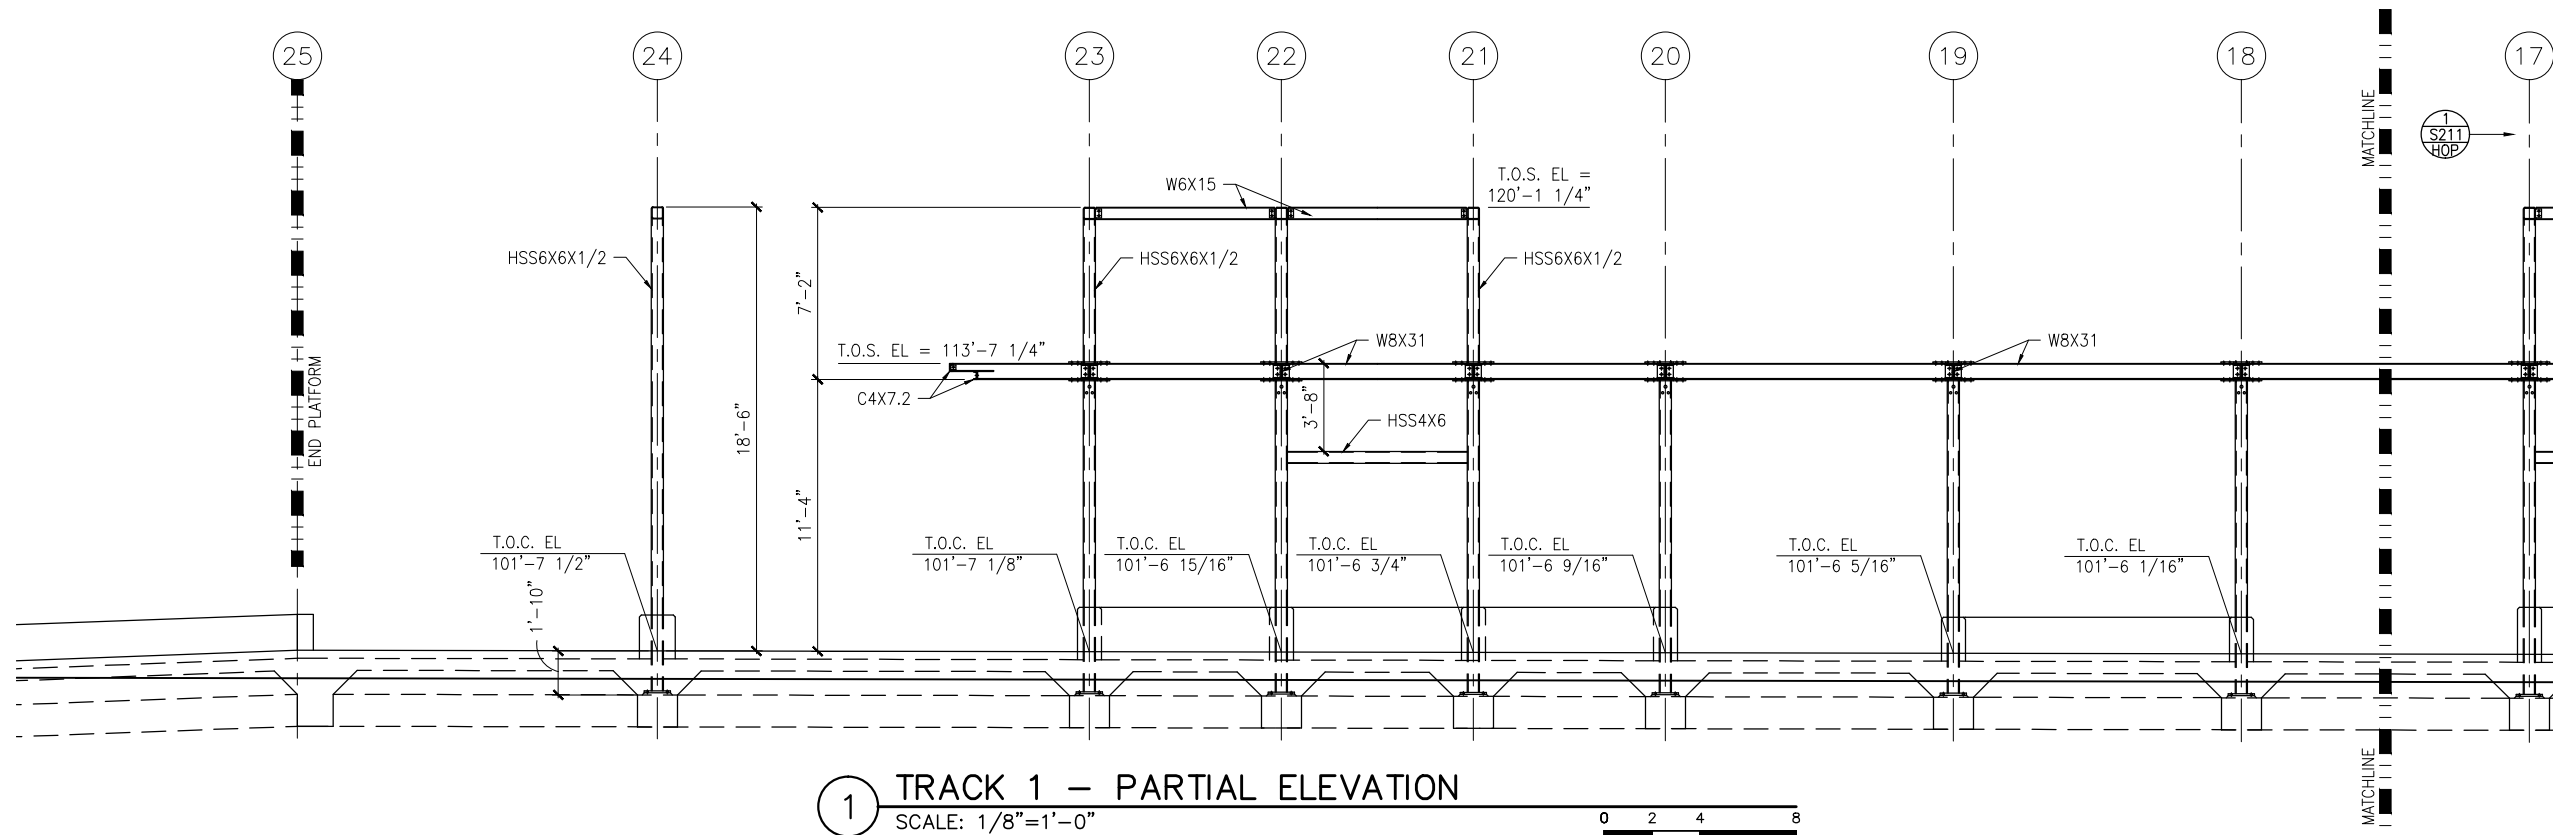 25
24
23
22
21
20
19
18
17
MATCHLINE
1
S211
HOP
W6X15
T.O.S. EL =
120'-1 1/4"
HSS6X6X1/2
HSS6X6X1/2
HSS6X6X1/2
7'-2"
T.O.S. EL = 113'-7 1/4"
W8X31
W8X31
END PLATFORM
C4X7.2
18'-6"
3'-8"
HSS4X6
11'-4"
T.O.C. EL
101'-7 1/2"
T.O.C. EL
101'-7 1/8"
T.O.C. EL
101'-6 15/16"
T.O.C. EL
101'-6 3/4"
T.O.C. EL
101'-6 9/16"
T.O.C. EL
101'-6 5/16"
T.O.C. EL
101'-6 1/16"
1'-10"
MATCHLINE
1
TRACK 1 - PARTIAL ELEVATION
SCALE: 1/8"=1'-0"
0 2 4 8